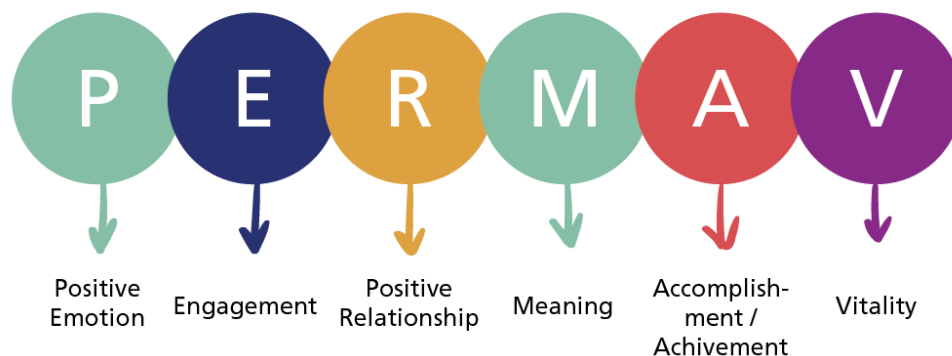 P E R M A V
Positive
Emotion
Engagement
Positive
Relationship
Meaning
Accomplish-
ment /
Achivement
Vitality